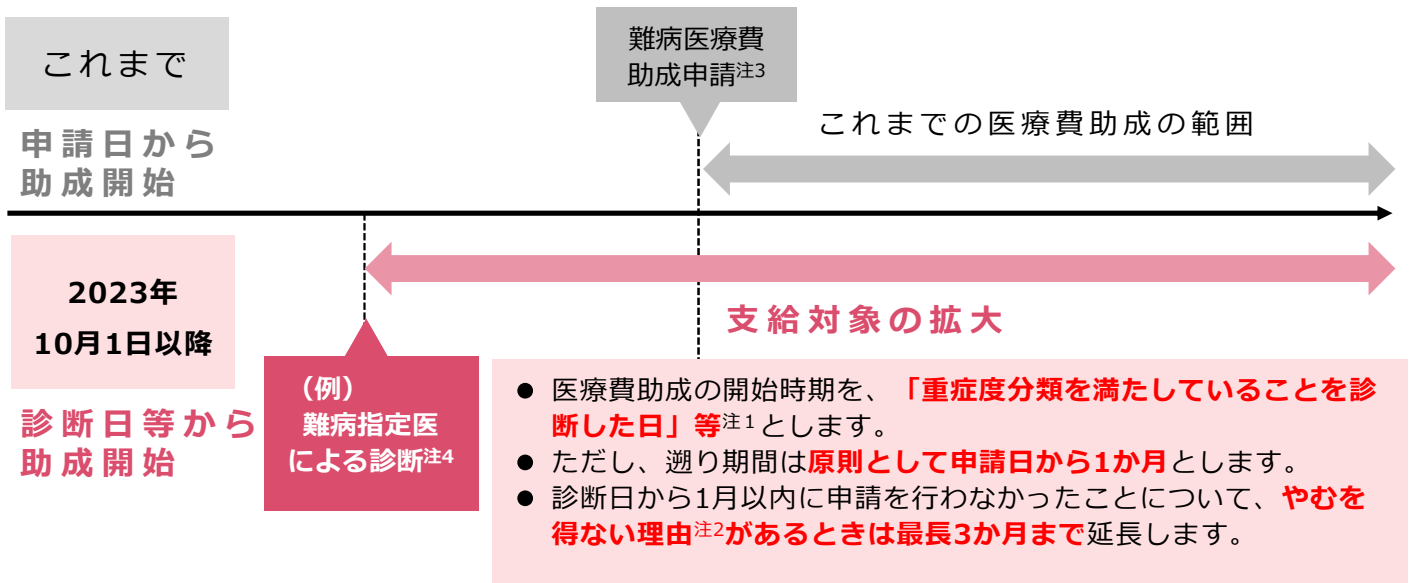 これまで
申請日から
助成開始
難病医療費
助成申請注3
これまでの医療費助成の範囲
2023年
10月1日以降
診断日等から
助成開始
(例)
難病指定医
による診断注4
支給対象の拡大
● 医療費助成の開始時期を、「重症度分類を満たしていることを診
断した日」等注1とします。
● ただし、遡り期間は原則として申請日から1か月とします。
● 診断日から1月以内に申請を行わなかったことについて、やむを
得ない理由注2があるときは最長3か月まで延長します。